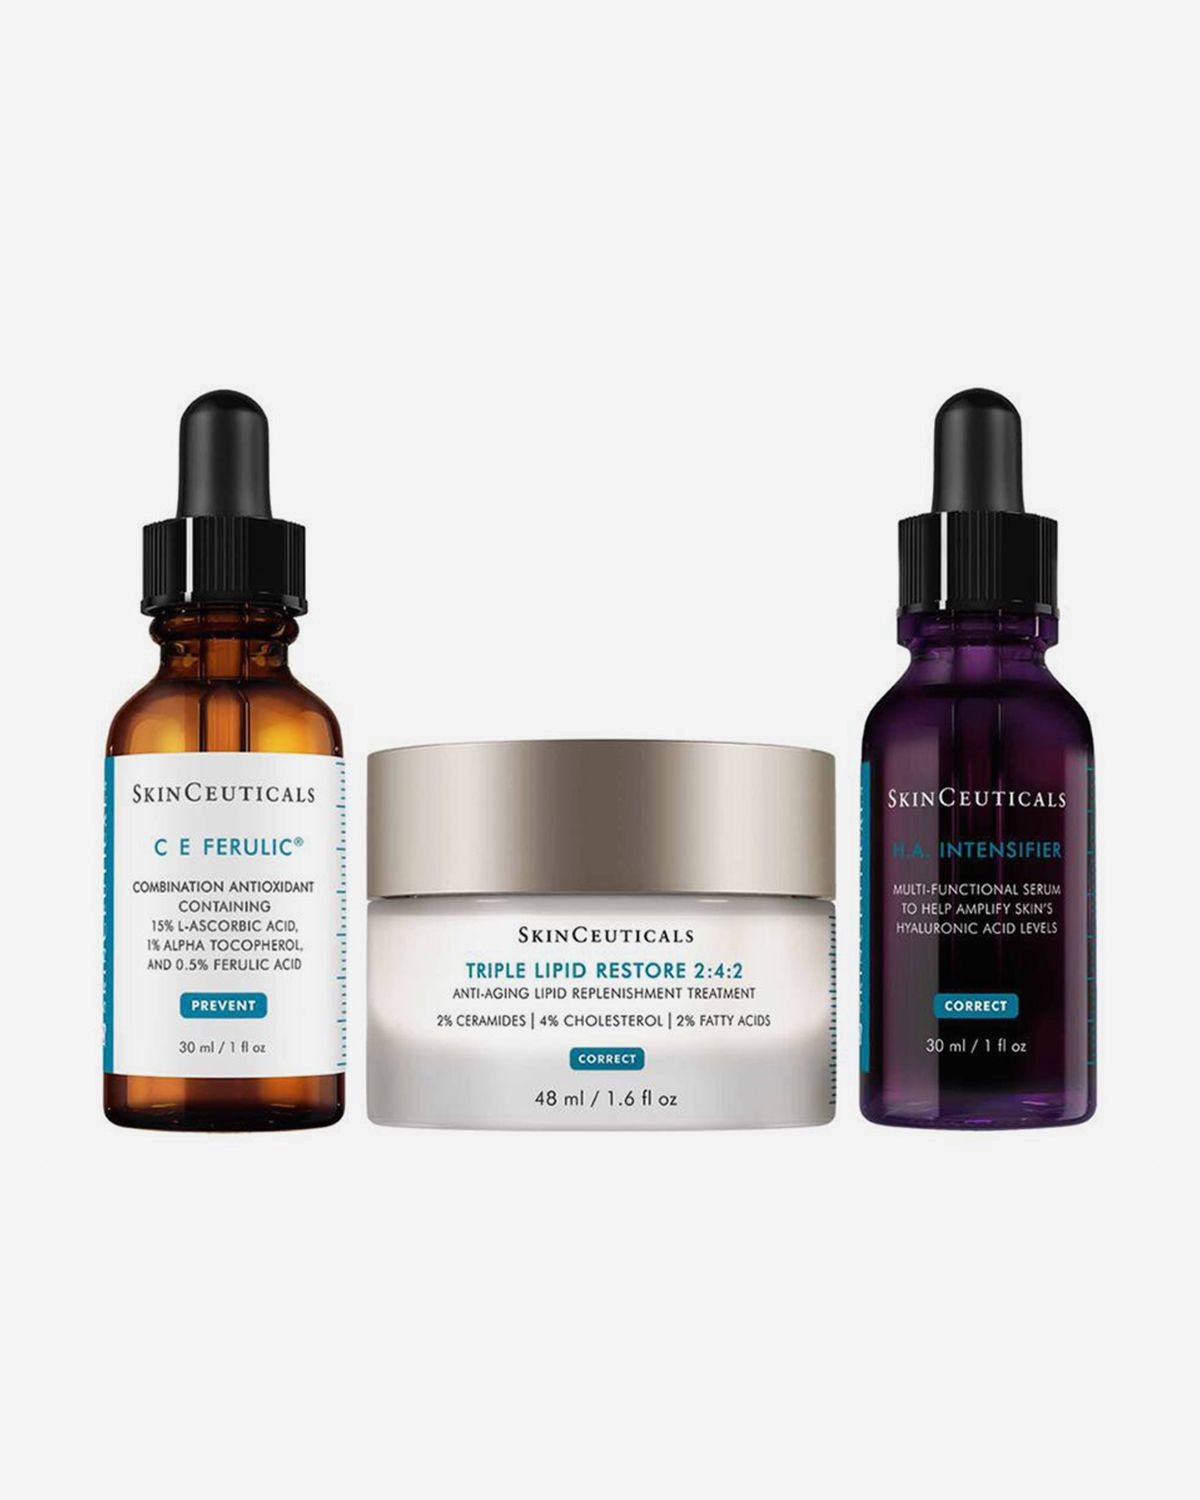 SKINCEUTICALS
C E FERULIC®
COMBINATION ANTIOXIDANT
CONTAINING
15% L-ASCORBIC ACID,
1% ALPHA TOCOPHEROL,
AND 0.5% FERULIC ACID
PREVENT
30 ml / 1 fl oz
SKINCEUTICALS
TRIPLE LIPID RESTORE 2:4:2
ANTI-AGING LIPID REPLENISHMENT TREATMENT
2% CERAMIDES | 4% CHOLESTEROL | 2% FATTY ACIDS
CORRECT
48 ml / 1.6 fl oz
SKINCEUTICALS
H.A. INTENSIFIER
MULTI-FUNCTIONAL SERUM
TO HELP AMPLIFY SKIN'S
HYALURONIC ACID LEVELS
CORRECT
30 ml / 1 fl oz